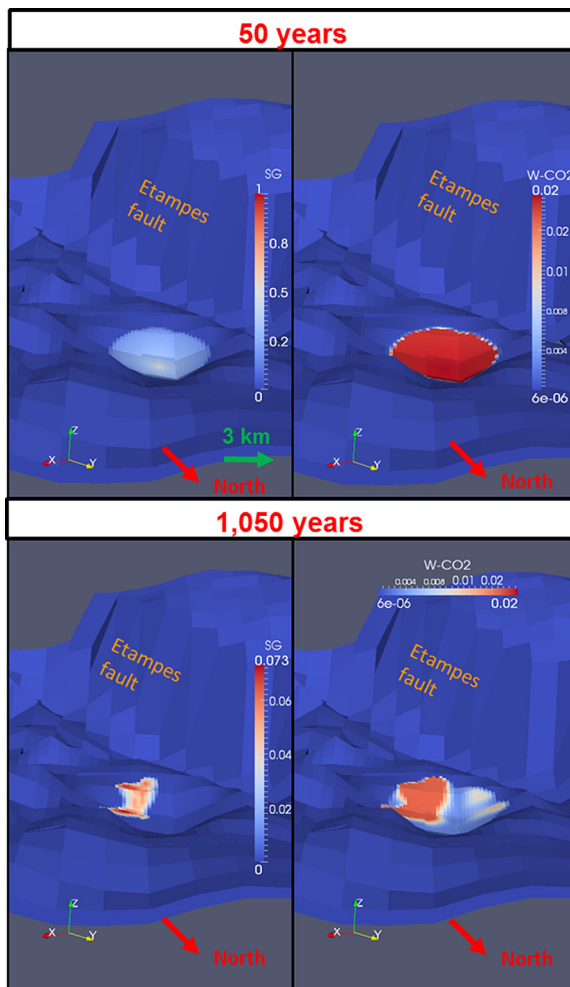 50 years
SG
1
0.8
0.5
0.2
0
Etampes
fault
Z
X
Y
3 km
North
W-CO2
0.02
0.02
0.01
0.008
0.004
6e-06
Etampes
fault
Z
X
Y
North
1,050 years
SG
0.073
0.06
0.04
0.02
0
Etampes
fault
Z
X
Y
North
W-CO2
0.004 0.008 0.01 0.02
6e-06 0.02
Etampes
fault
Z
X
Y
North